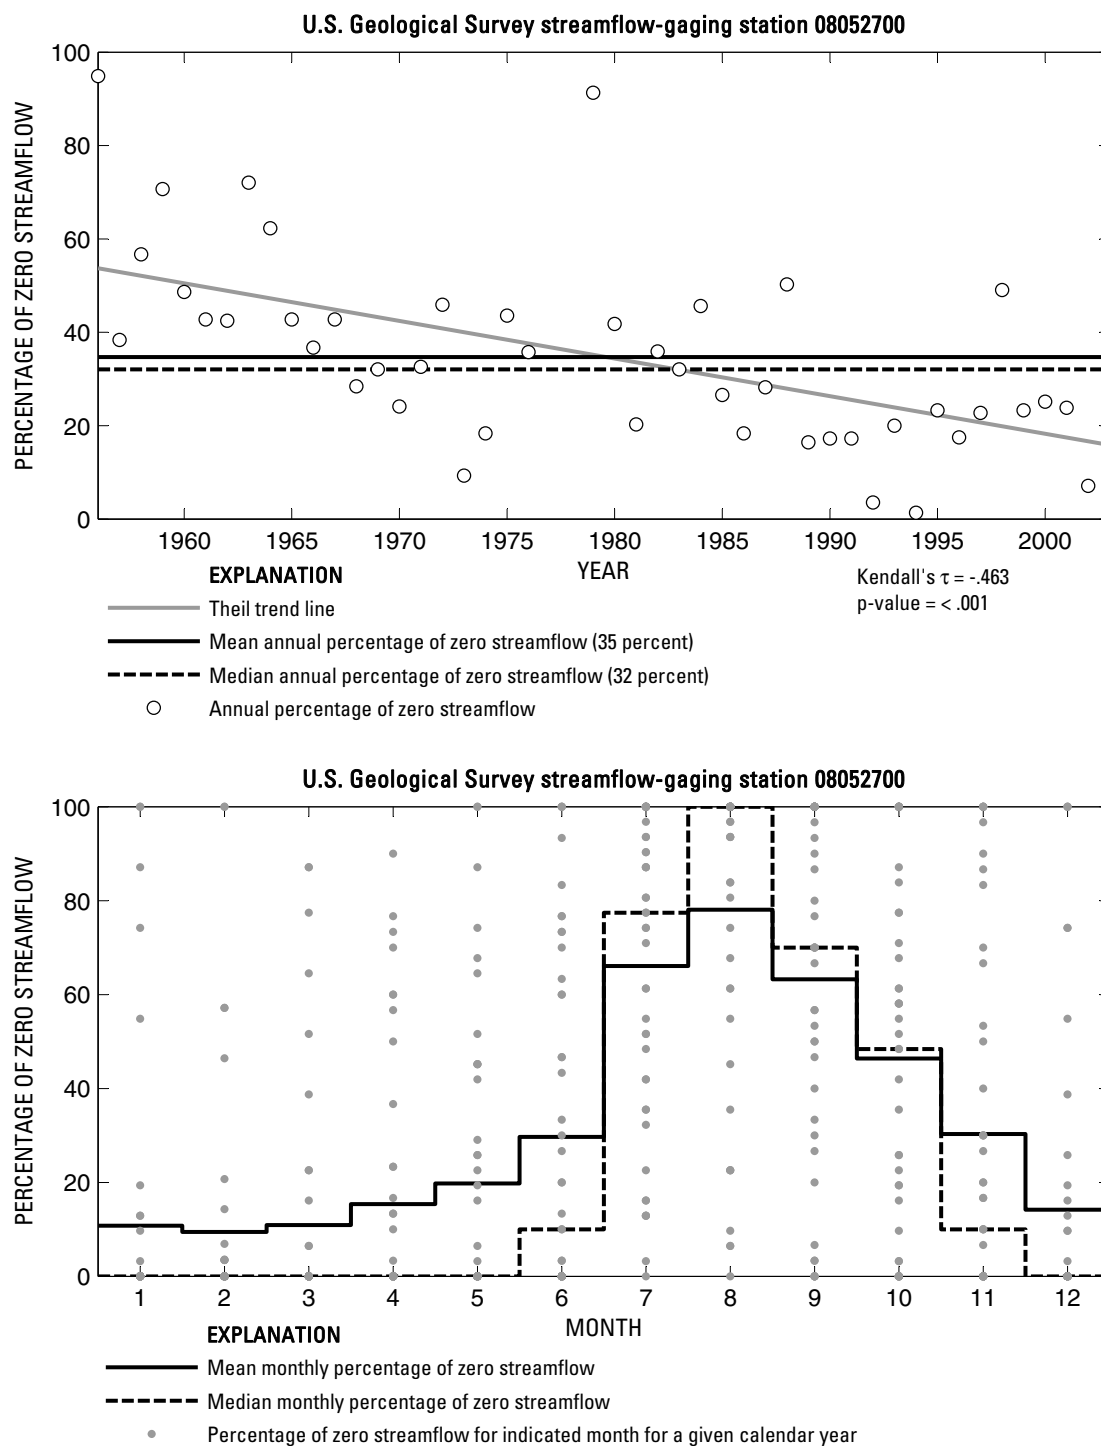 U.S. Geological Survey streamflow-gaging station 08052700
PERCENTAGE OF ZERO STREAMFLOW
100
80
60
40
20
0
1960 1965 1970 1975 1980 1985 1990 1995 2000
YEAR
EXPLANATION
Kendall's τ = -.463
p-value = < .001
Theil trend line
Mean annual percentage of zero streamflow (35 percent)
Median annual percentage of zero streamflow (32 percent)
Annual percentage of zero streamflow
U.S. Geological Survey streamflow-gaging station 08052700
PERCENTAGE OF ZERO STREAMFLOW
100
80
60
40
20
0
1 2 3 4 5 6 7 8 9 10 11 12
MONTH
EXPLANATION
Mean monthly percentage of zero streamflow
Median monthly percentage of zero streamflow
Percentage of zero streamflow for indicated month for a given calendar year